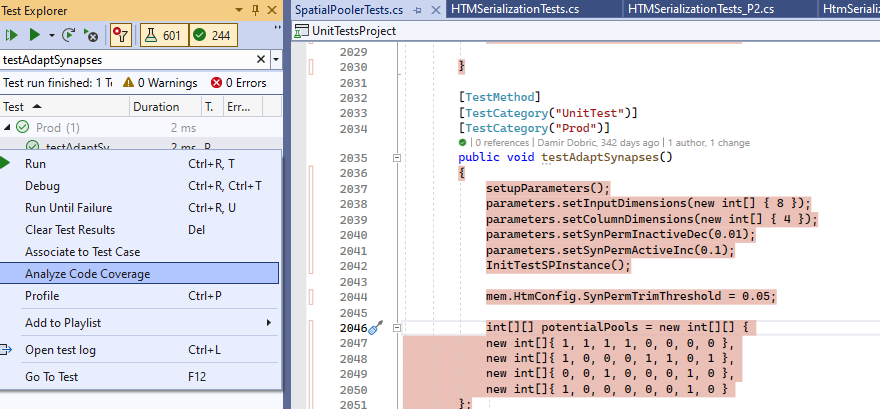 Test Explorer
601
244
testAdaptSynapses
Test run finished: 1 Te
0 Warnings
0 Errors
Test
Duration
T.
Err...
Prod (1)
2 ms
testAdaptSy
2 ms
Run
Ctrl+R, T
Debug
Ctrl+R, Ctrl+T
Run Until Failure
Ctrl+R, U
Clear Test Results
Del
Associate to Test Case
Analyze Code Coverage
Profile
Ctrl+P
Add to Playlist
Open test log
Ctrl+L
Go To Test
F12
SpatialPoolerTests.cs
HTMSerializationTests.cs
HTMSerializationTests_P2.cs
HtmSeriali
UnitTestsProject
2029
2030 }
2031
2032 [TestMethod]
2033 [TestCategory("UnitTest")]
2034 [TestCategory("Prod")]
| 0 references | Damir Dobric, 342 days ago | 1 author, 1 change
2035 public void testAdaptSynapses()
2036 {
2037 setupParameters();
2038 parameters.setInputDimensions(new int[] { 8 });
2039 parameters.setColumnDimensions(new int[] { 4 });
2040 parameters.setSynPermInactiveDec(0.01);
2041 parameters.setSynPermActiveInc(0.1);
2042 InitTestSPInstance();
2043
2044 mem.HtmConfig.SynPermTrimThreshold = 0.05;
2045
2046 int[][] potentialPools = new int[][] {
2047 new int[]{ 1, 1, 1, 1, 0, 0, 0, 0 },
2048 new int[]{ 1, 0, 0, 0, 1, 1, 0, 1 },
2049 new int[]{ 0, 0, 1, 0, 0, 0, 1, 0 },
2050 new int[]{ 1, 0, 0, 0, 0, 0, 1, 0 }
2051 };